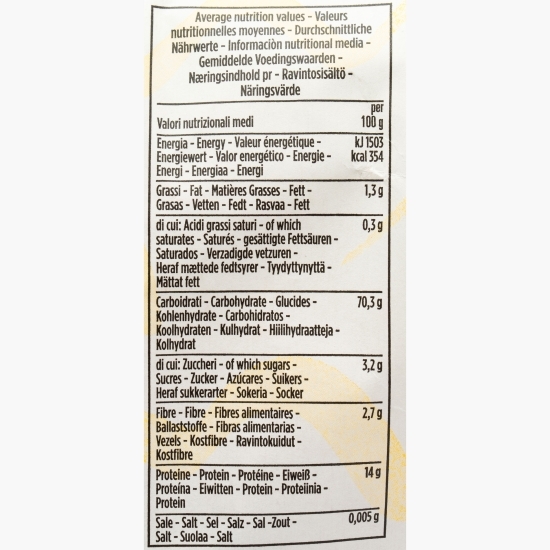 Average nutrition values - Valeurs
nutritionnelles moyennes - Durchschnittliche
Nährwerte - Informaciòn nutritional media -
Gemiddelde Voedingswaarden -
Næringsindhold pr - Ravintosisältö -
Näringsvärde
per
Valori nutrizionali medi 100 g
Energia - Energy - Valeur énergétique - kJ 1503
Energiewert - Valor energético - Energie - kcal 354
Energi - Energiaa - Energi
Grassi - Fat - Matières Grasses - Fett - 1,3 g
Grasas - Vetten - Fedt - Rasvaa - Fett
di cui: Acidi grassi saturi - of which 0,3 g
saturates - Saturés - gesättigte Fettsäuren -
Saturados - Verzadigde vetzuren -
Heraf mættede fedtsyrer - Tyydyttynyttä -
Mättat fett
Carboidrati - Carbohydrate - Glucides - 70,3 g
Kohlenhydrate - Carbohidratos -
Koolhydraten - Kulhydrat - Hiilihydraatteja -
Kolhydrat
di cui: Zuccheri - of which sugars - 3,2 g
Sucres - Zucker - Azúcares - Suikers -
Heraf sukkerarter - Sokeria - Socker
Fibre - Fibre - Fibres alimentaires - 2,7 g
Ballaststoffe - Fibras alimentarias -
Vezels - Kostfibre - Ravintokuidut -
Kostfibre
Proteine - Protein - Protéine - Eiweiß - 14 g
Proteína - Eiwitten - Protein - Proteiinia -
Protein
Sale - Salt - Sel - Salz - Sal -Zout - 0,005 g
Salt - Suolaa - Salt